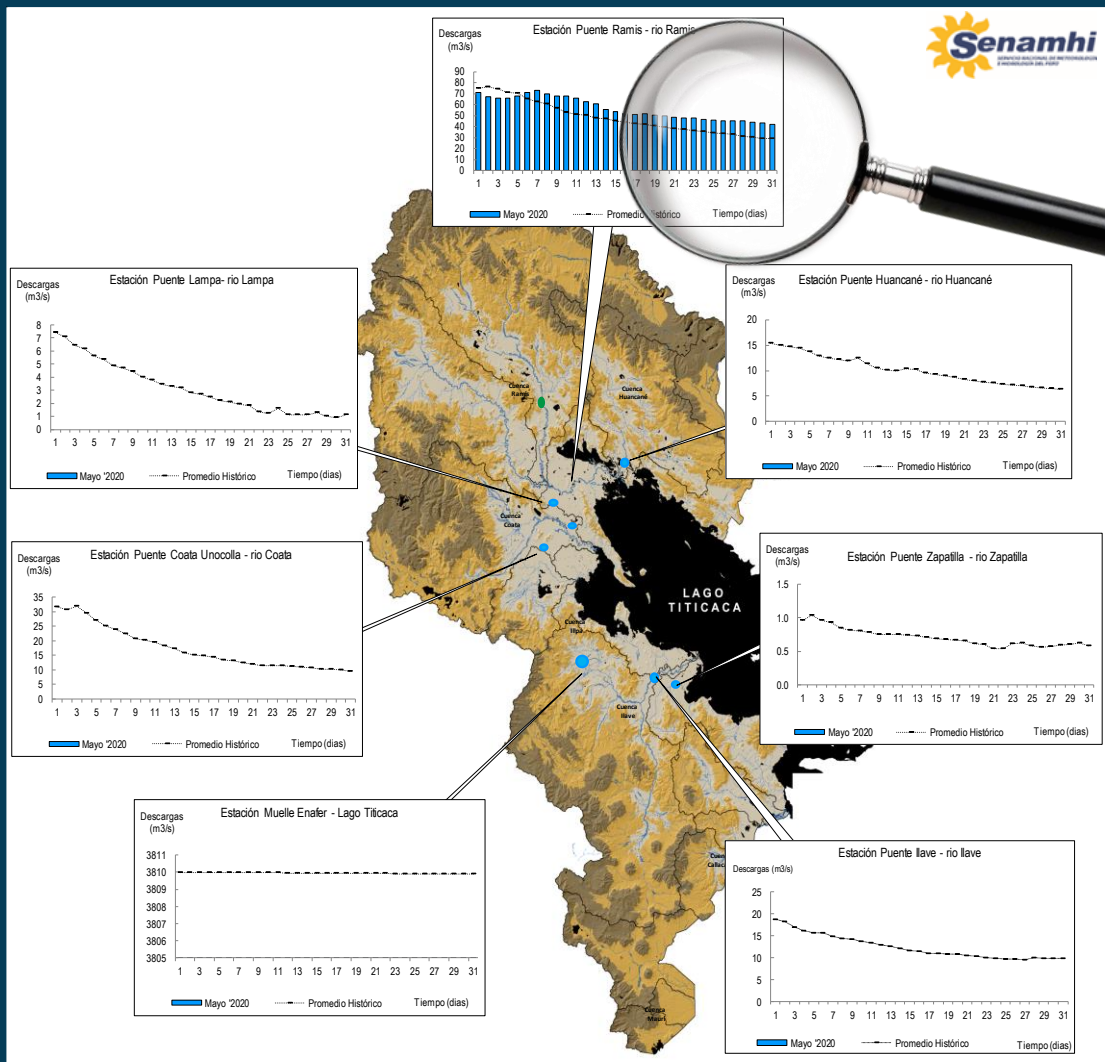 Senamhi
SERVICIO NACIONAL DE METEOROLOGÍA
E HIDROLOGÍA DEL PERÚ
Estación Puente Ramis - rio Ramis
Descargas
(m3/s)
90
80
70
60
50
40
30
20
10
0
1 3 5 7 9 11 13 15 17 19 21 23 25 27 29 31
Mayo '2020 Promedio Histórico Tiempo (dias)
Estación Puente Lampa- rio Lampa
Descargas
(m3/s)
8
7
6
5
4
3
2
1
0
1 3 5 7 9 11 13 15 17 19 21 23 25 27 29 31
Mayo '2020 Promedio Histórico Tiempo (dias)
Estación Puente Huancané - rio Huancané
Descargas
(m3/s)
20
15
10
5
0
1 3 5 7 9 11 13 15 17 19 21 23 25 27 29 31
Mayo 2020 Promedio Histórico Tiempo (dias)
Cuenca
Ramis
Cuenca
Huancané
Cuenca
Coata
Estación Puente Coata Unocolla - rio Coata
Descargas
(m3/s)
35
30
25
20
15
10
5
0
1 3 5 7 9 11 13 15 17 19 21 23 25 27 29 31
Mayo '2020 Promedio Histórico Tiempo (dias)
Estación Puente Zapatilla - rio Zapatilla
Descargas
(m3/s)
1.5
1.0
0.5
0.0
1 3 5 7 9 11 13 15 17 19 21 23 25 27 29 31
Mayo '2020 Promedio Histórico Tiempo (dias)
LAGO
TITICACA
Cuenca
Illpa
Cuenca
Ilave
Estación Muelle Enafer - Lago Titicaca
Descargas
(m3/s)
3811
3810
3809
3808
3806
3805
1 3 5 7 9 11 13 15 17 19 21 23 25 27 29 31
Mayo '2020 Promedio Histórico Tiempo (dias)
Estación Puente Ilave - rio Ilave
Descargas (m3/s)
25
20
15
10
5
0
1 3 5 7 9 11 13 15 17 19 21 23 25 27 29 31
Mayo '2020 Promedio Histórico Tiempo (dias)
Cuenca
Mauri